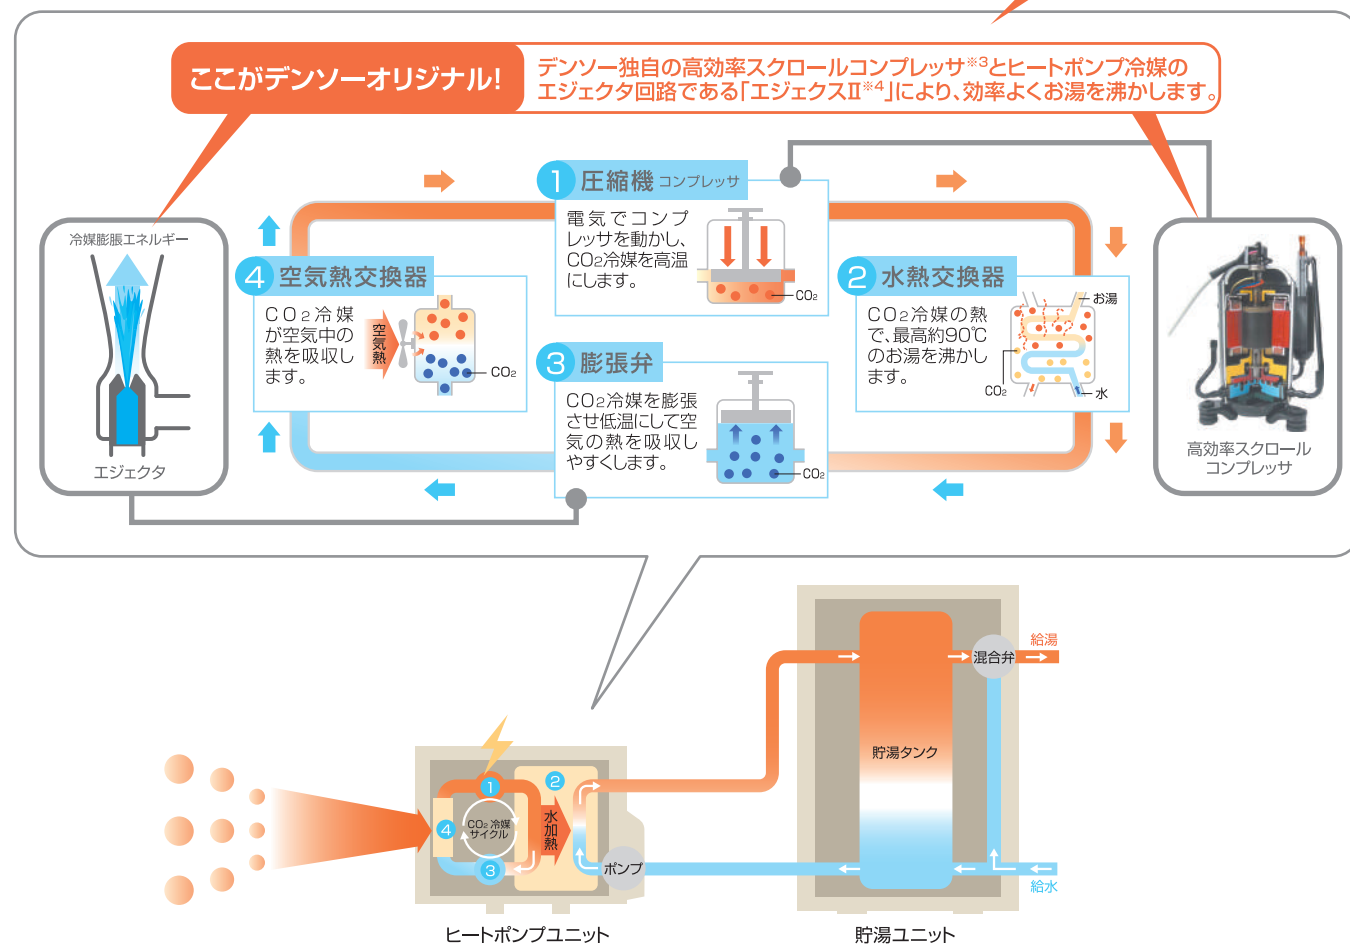 ここがデンソーオリジナル!
デンソー独自の高効率スクロールコンプレッサ※3とヒートポンプ冷媒の
エジェクタ回路である「エジェクスⅡ※4」により、効率よくお湯を沸かします。
1 圧縮機 コンプレッサ
電気でコンプ
レッサを動かし、
CO2冷媒を高温
にします。
CO2
冷媒膨脹エネルギー
エジェクタ
4 空気熱交換器
CO2冷媒
が空気中の
熱を吸収し
ます。
空気熱
CO2
2 水熱交換器
CO2冷媒の熱
で、最高約90℃
のお湯を沸かし
ます。
お湯
CO2
水
3 膨張弁
CO2冷媒を膨張
させ低温にして空
気の熱を吸収し
やすくします。
CO2
高効率スクロール
コンプレッサ
給湯
混合弁
貯湯タンク
1
2
CO2冷媒
サイクル
4
水加熱
3
ポンプ
給水
ヒートポンプユニット
貯湯ユニット